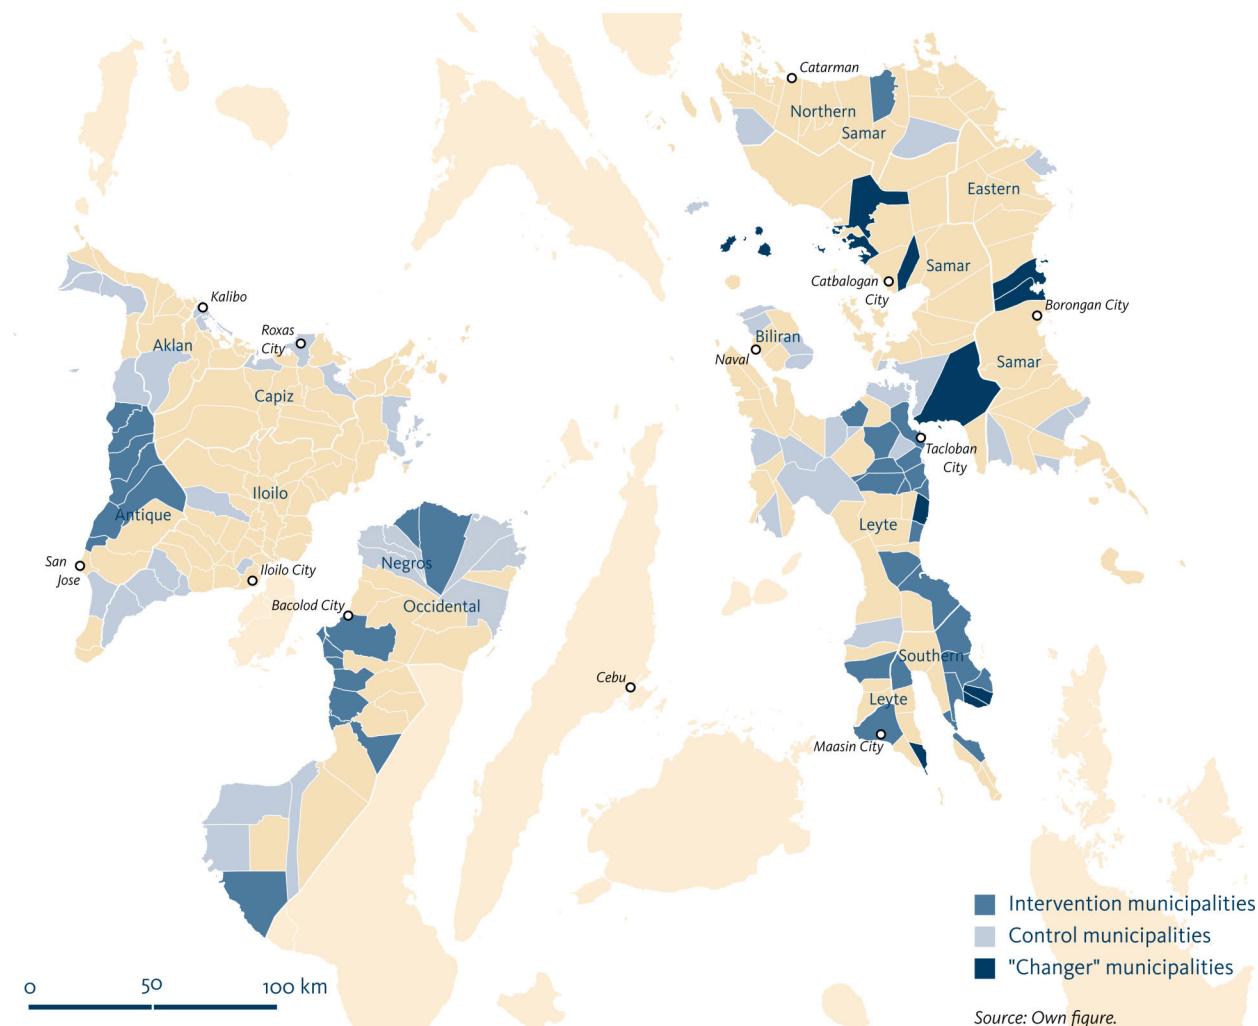 Catarman
Northern
Samar
Eastern
Catbalogan
City
Samar
Borongan City
Kalibo
Roxas
City
Aklan
Biliran
Naval
Samar
Capiz
Tacloban
City
Iloilo
Antique
Leyte
San
Jose
Iloilo City
Negros
Bacolod City
Occidental
Southern
Cebu
Leyte
Maasin City
Intervention municipalities
Control municipalities
"Changer" municipalities
0 50 100 km
Source: Own figure.